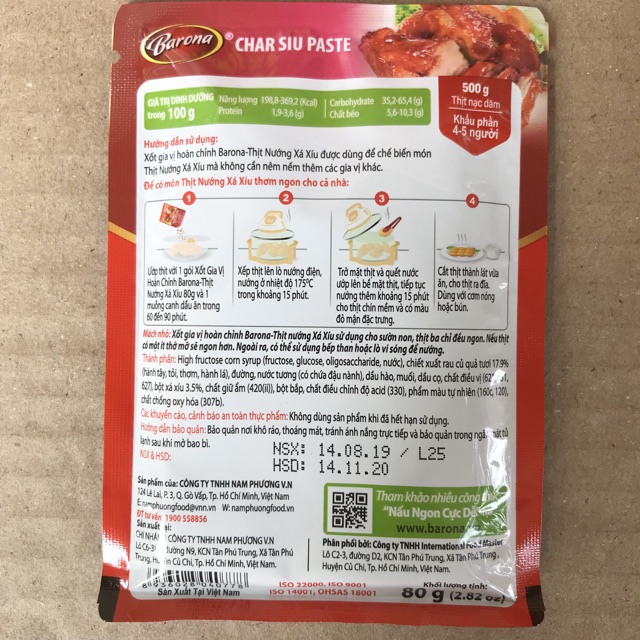 Barona ® CHAR SIU PASTE
GIÁ TRỊ DINH DƯỠNG
trong 100 g
Năng lượng 198,8-369,2 (Kcal)
Protein 1,9-3,6 (g)
Carbohydrate 35,2-65,4 (g)
Chất béo 5,6-10,3 (g)
500 g
Thịt nạc dăm
Khẩu phần
4-5 người
Hướng dẫn sử dụng:
Xốt gia vị hoàn chỉnh Barona-Thịt Nướng Xá Xíu được dùng để chế biến món
Thịt Nướng Xá Xíu mà không cần nêm nếm thêm các gia vị khác.
Để có món Thịt Nướng Xá Xíu thơm ngon cho cả nhà:
1
Ướp thịt với 1 gói Xốt Gia Vị
Hoàn Chỉnh Barona-Thịt
Nướng Xá Xíu 80g và 1
muỗng canh dầu ăn trong
60 đến 90 phút.
2
Xếp thịt lên lò nướng điện,
nướng ở nhiệt độ 175°C
trong khoảng 15 phút.
3
Trở mặt thịt và quết nước
ướp lên bề mặt thịt, tiếp tục
nướng thêm khoảng 15 phút
cho thịt chín mềm và có màu
đỏ mận đặc trưng.
4
Cắt thịt thành lát vừa
ăn, cho thịt ra đĩa.
Dùng với cơm nóng
hoặc bún.
Mách nhỏ: Xốt gia vị hoàn chỉnh Barona-Thịt nướng Xá Xíu sử dụng cho sườn non, thịt ba chỉ đều ngon. Nếu thịt
có một ít mỡ sẽ ngon hơn. Ngoài ra, có thể sử dụng bếp than hoặc lò vi sóng để nướng.
Thành phần: High fructose corn syrup (fructose, glucose, oligosaccharide, nước), chiết xuất rau củ quả tươi 17.9%
(hành tây, tỏi, thơm, hành lá), đường, nước tương (có chứa đậu nành), dầu hào, muối, dầu cọ, chất điều vị
627), bột xá xíu 3.5%, chất giữ ẩm (420(ii)), bột bắp, chất điều chỉnh độ acid (330), phẩm màu tự nhiên (160c, 120),
chất chống oxy hóa (307b).
Các khuyến cáo, cảnh báo an toàn thực phẩm: Không dùng sản phẩm khi đã hết hạn sử dụng.
Hướng dẫn bảo quản: Bảo quản nơi khô ráo, thoáng mát, tránh ánh nắng trực tiếp và bảo quản trong ngăn mát tủ
lạnh sau khi mở bao bì.
NSX & HSD:
NSX: 14.08.19 / L25
HSD: 14.11.20
Sản phẩm của: CÔNG TY TNHH NAM PHƯƠNG V.N
124 Lê Lai, P. 3, Q. Gò Vấp, Tp. Hồ Chí Minh, Việt Nam
E: namphuongfood@vnn.vn W: namphuongfood.vn
ĐT tư vấn: 1900 558856
Sản xuất tại:
CHI NHÁNH CÔNG TY TNHH NAM PHƯƠNG V.N
Lô C6-3 đường N9, KCN Tân Phú Trung, Xã Tân Phú
Trung, Huyện Củ Chi, Tp. Hồ Chí Minh, Việt Nam
Tham khảo nhiều công
"Nấu Ngon Cực Dễ"
www.barona.
Phân phối bởi: Công ty TNHH International Food Master
Lô C2-3, đường D2, KCN Tân Phú Trung, Xã Tân Phú Trung,
Huyện Củ Chi, Tp. Hồ Chí Minh, Việt Nam
Sản Xuất Tại Việt Nam
ISO 22000, ISO 9001
ISO 14001, OHSAS 18001
Khối lượng tịnh:
80 g (2.82 oz)